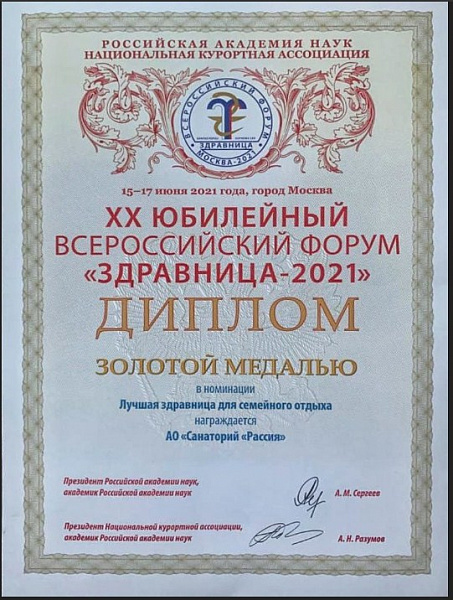 РОССИЙСКАЯ АКАДЕМИЯ НАУК
НАЦИОНАЛЬНАЯ КУРОРТНАЯ АССОЦИАЦИЯ
ВСЕРОССИЙСКИЙ ФОРУМ
ЗДРАВНИЦА
МОСКВА-2021
15–17 июня 2021 года, город Москва
XX ЮБИЛЕЙНЫЙ
ВСЕРОССИЙСКИЙ ФОРУМ
«ЗДРАВНИЦА-2021»
ДИПЛОМ
ЗОЛОТОЙ МЕДАЛЬЮ
в номинации
Лучшая здравница для семейного отдыха
награждается
АО «Санаторий «Рассия»
Президент Российской академии наук,
академик Российской академии наук
А. М. Сергеев
Президент Национальной курортной ассоциации,
академик Российской академии наук
А. Н. Разумов